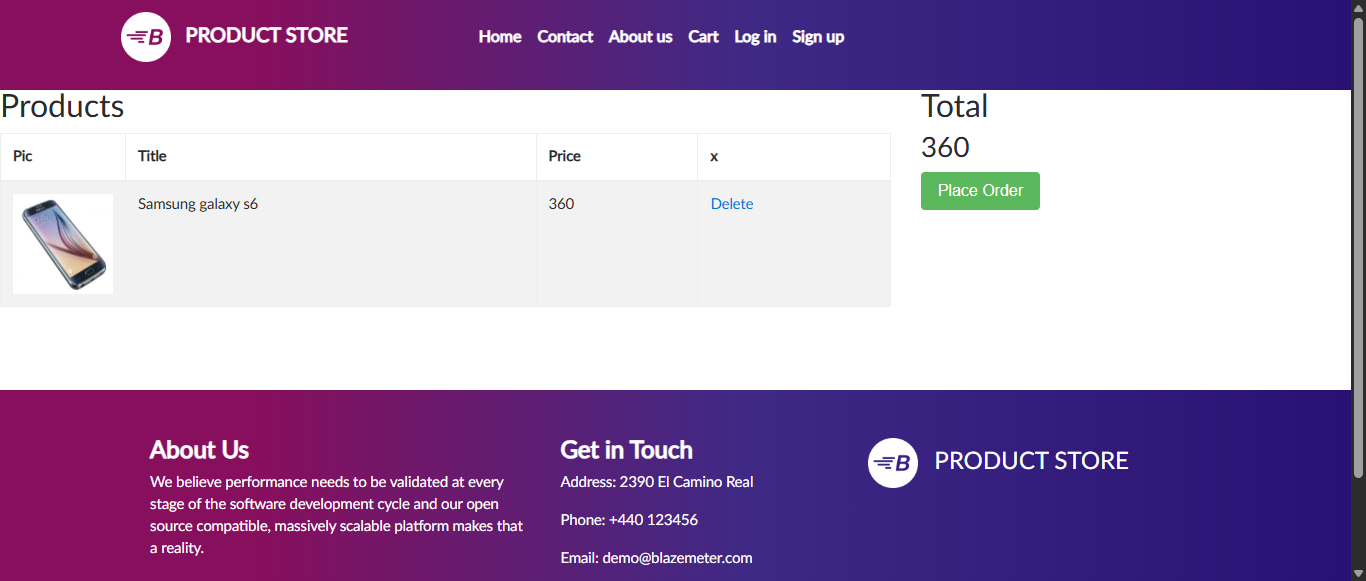 B PRODUCT STORE
Home Contact About us Cart Log in Sign up
Products
Pic Title Price x
Samsung galaxy s6 360 Delete
Total
360
Place Order
About Us
We believe performance needs to be validated at every
stage of the software development cycle and our open
source compatible, massively scalable platform makes that
a reality.
Get in Touch
Address: 2390 El Camino Real
Phone: +440 123456
Email: demo@blazemeter.com
B PRODUCT STORE